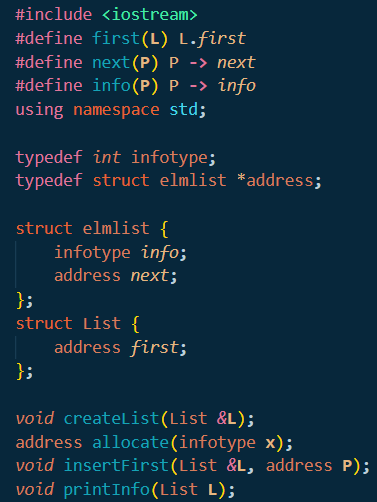 #include <iostream>
#define first(L) L.first
#define next(P) P -> next
#define info(P) P -> info
using namespace std;
typedef int infotype;
typedef struct elmlist *address;
struct elmlist {
infotype info;
address next;
};
struct List {
address first;
};
void createList(List &L);
address allocate(infotype x);
void insertFirst(List &L, address P);
void printInfo(List L);